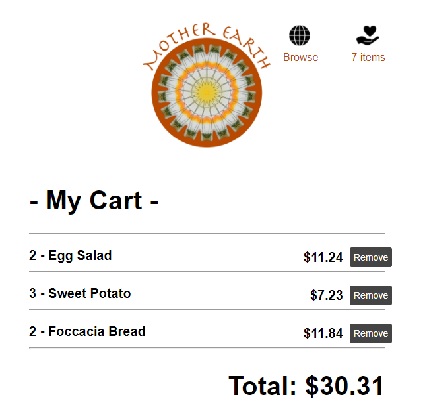 MOTHER EARTH
Browse
7 items
- My Cart -
2 - Egg Salad $11.24 Remove
3 - Sweet Potato $7.23 Remove
2 - Foccacia Bread $11.84 Remove
Total: $30.31